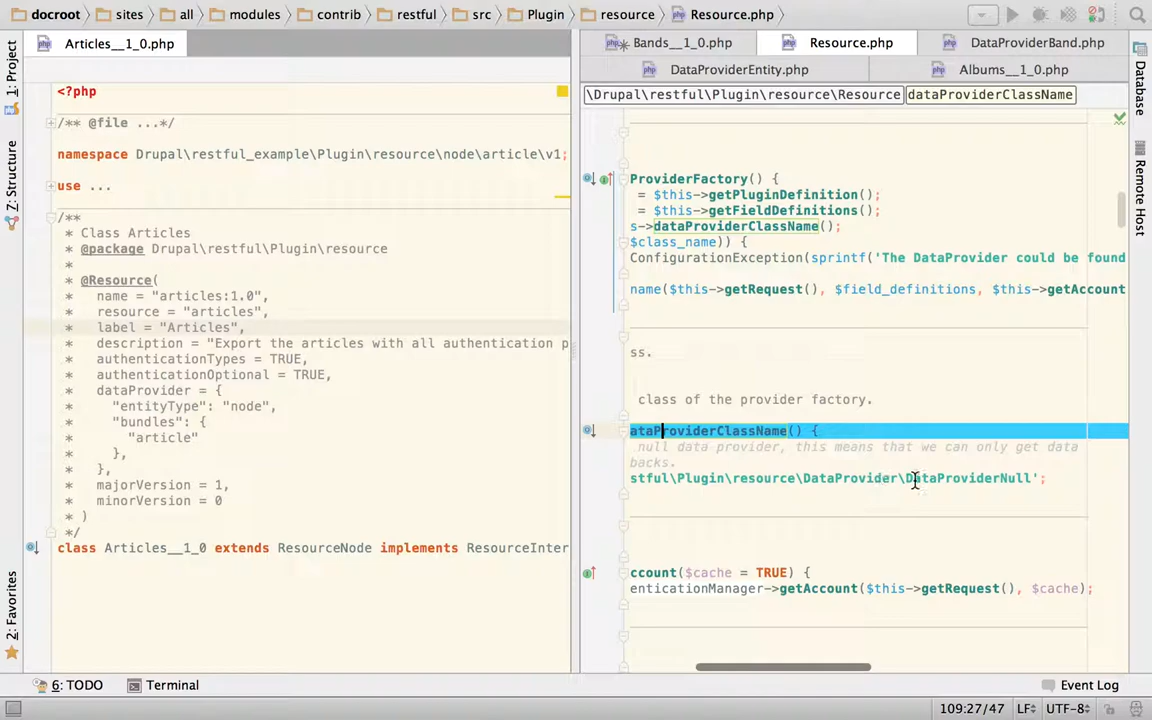 docroot sites all modules contrib restful src Plugin resource Resource.php
Articles__1_0.php
Bands__1_0.php Resource.php DataProviderBand.php
DataProviderEntity.php Albums__1_0.php
\Drupal\restful\Plugin\resource\Resource dataProviderClassName
1: Project
7: Structure
2: Favorites
<?php
/** @file ...*/
namespace Drupal\restful_example\Plugin\resource\node\article\v1;
use ...
/**
* Class Articles
* @package Drupal\restful\Plugin\resource
*
* @Resource(
*   name = "articles:1.0",
*   resource = "articles",
*   label = "Articles",
*   description = "Export the articles with all authentication p
*   authenticationTypes = TRUE,
*   authenticationOptional = TRUE,
*   dataProvider = {
*     "entityType": "node",
*     "bundles": {
*       "article"
*     },
*   },
*   majorVersion = 1,
*   minorVersion = 0
* )
*/
class Articles__1_0 extends ResourceNode implements ResourceInter
ProviderFactory() {
= $this->getPluginDefinition();
= $this->getFieldDefinitions();
s->dataProviderClassName();
$class_name)) {
ConfigurationException(sprintf('The DataProvider could be found
name($this->getRequest(), $field_definitions, $this->getAccount
ss.
class of the provider factory.
ataProviderClassName() {
null data provider, this means that we can only get data
backs.
stful\Plugin\resource\DataProvider\DataProviderNull';
ccount($cache = TRUE) {
enticationManager->getAccount($this->getRequest(), $cache);
Database
Remote Host
6: TODO Terminal Event Log
109:27/47 LF UTF-8